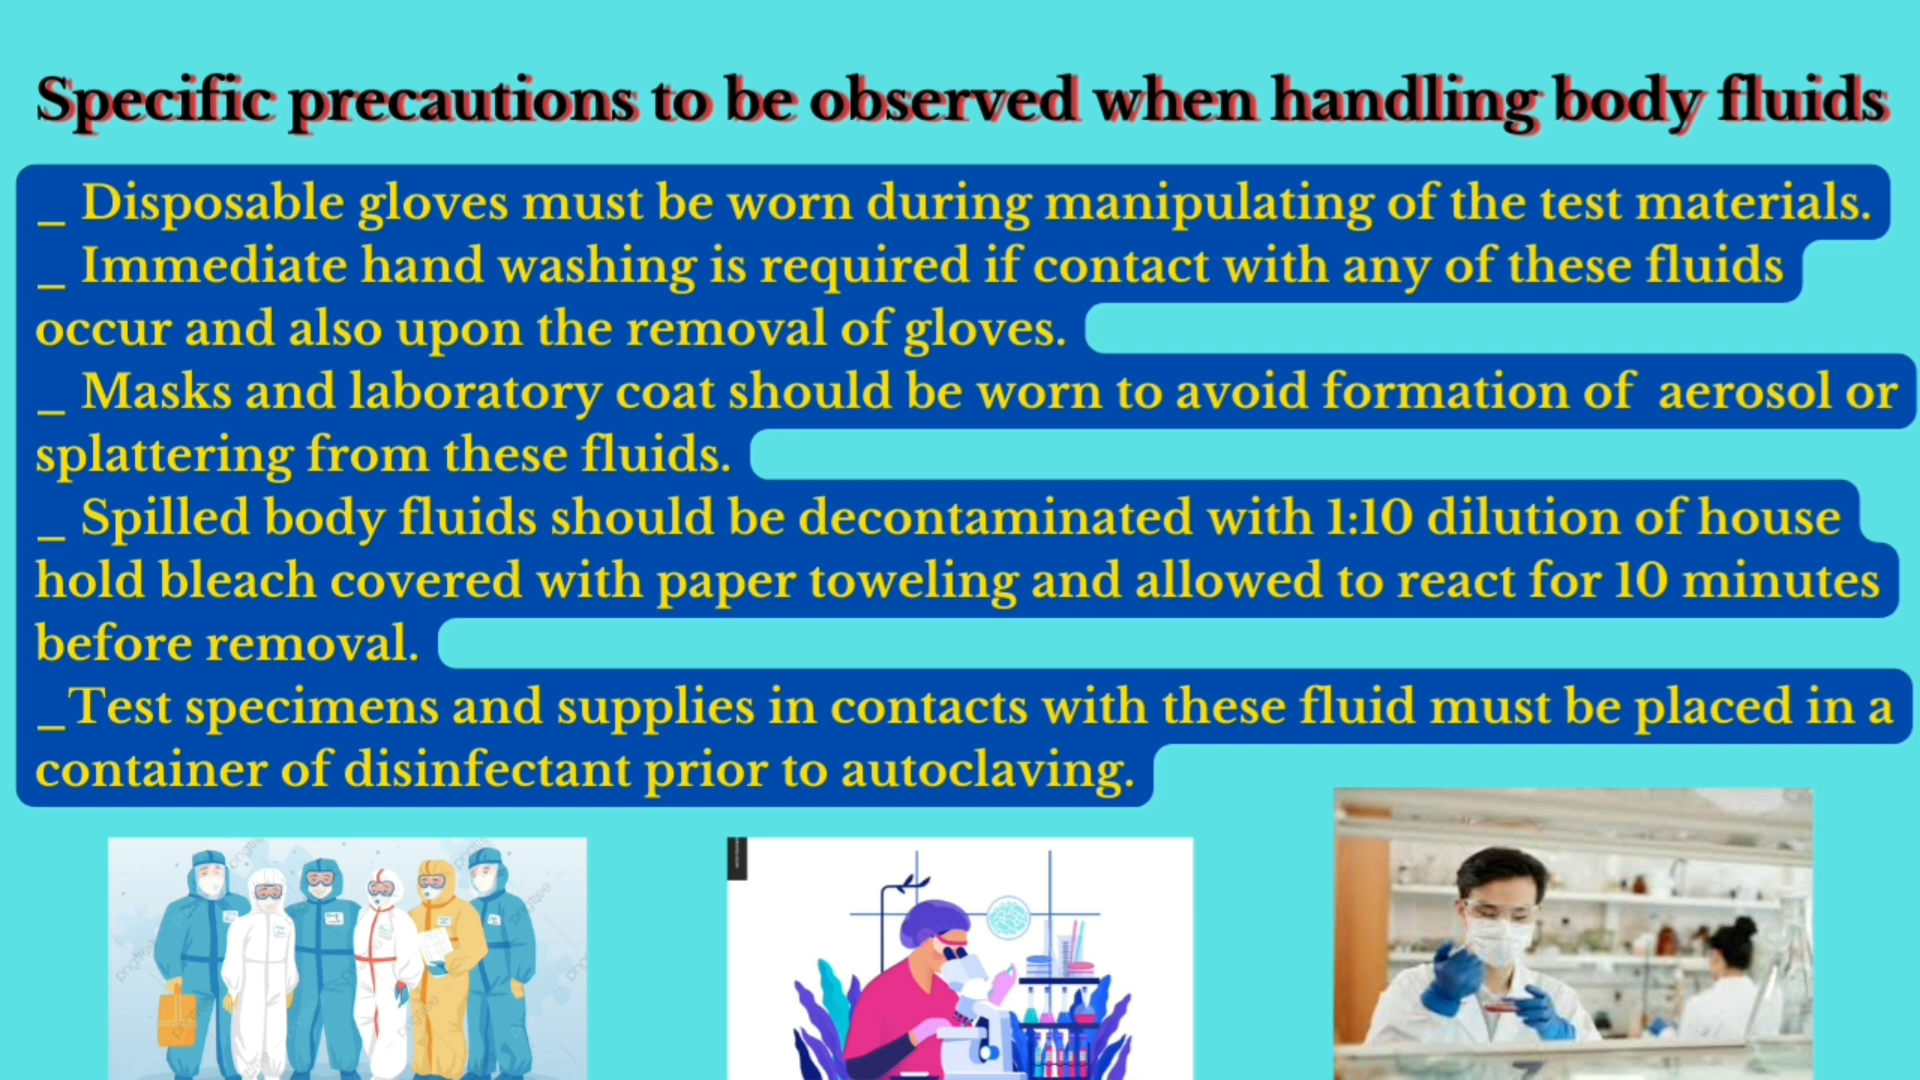 Specific precautions to be observed when handling body fluids
_ Disposable gloves must be worn during manipulating of the test materials.
_ Immediate hand washing is required if contact with any of these fluids
occur and also upon the removal of gloves.
_ Masks and laboratory coat should be worn to avoid formation of aerosol or
splattering from these fluids.
_ Spilled body fluids should be decontaminated with 1:10 dilution of house
hold bleach covered with paper toweling and allowed to react for 10 minutes
before removal.
_Test specimens and supplies in contacts with these fluid must be placed in a
container of disinfectant prior to autoclaving.